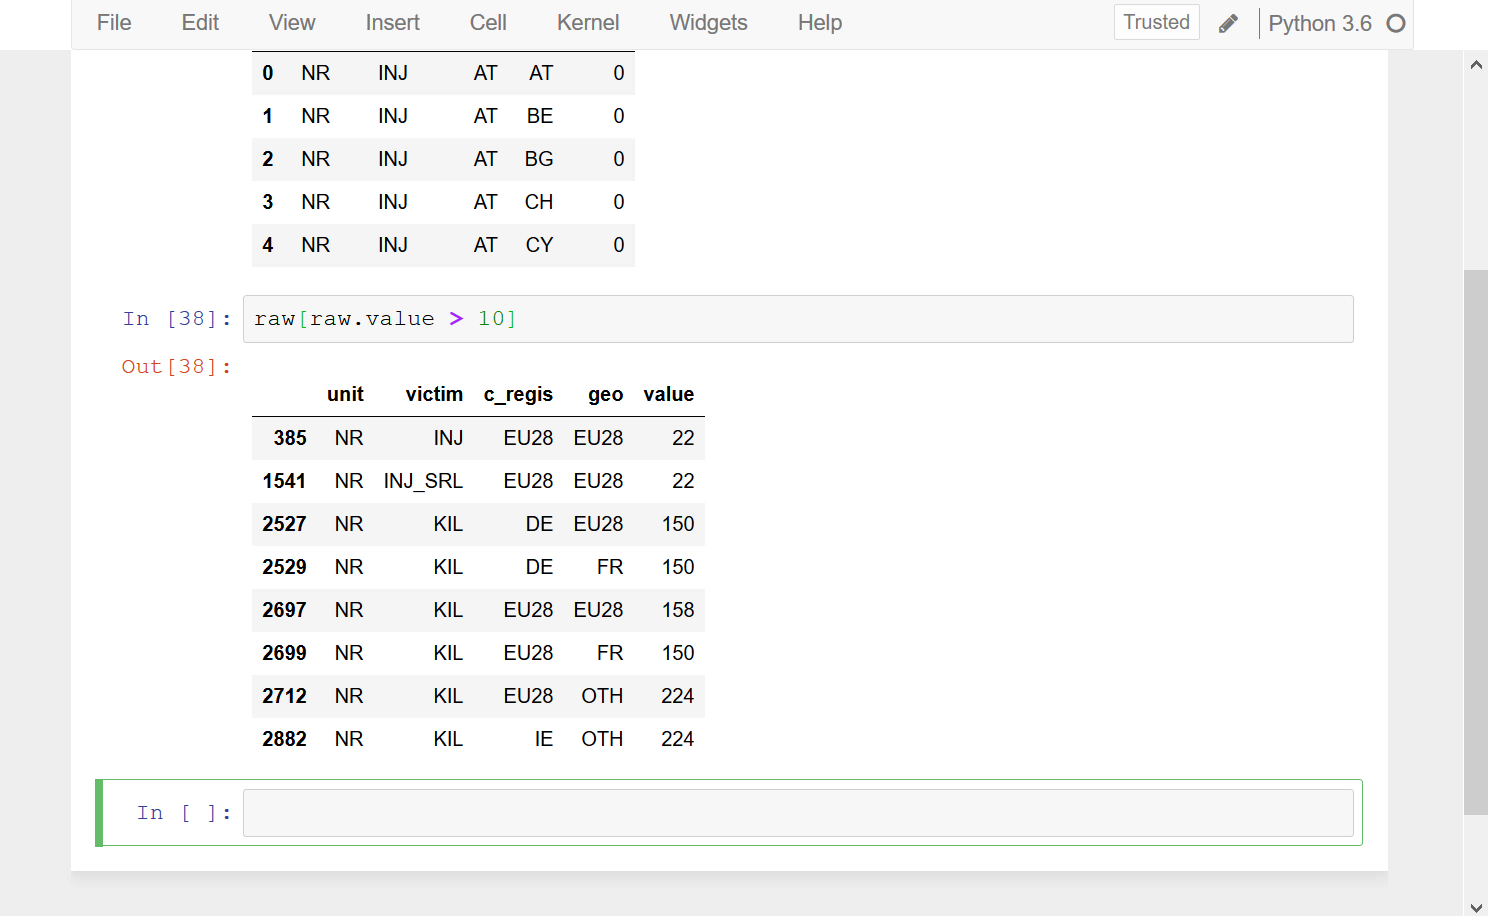 File Edit View Insert Cell Kernel Widgets Help Trusted Python 3.6
0 NR INJ AT AT 0
1 NR INJ AT BE 0
2 NR INJ AT BG 0
3 NR INJ AT CH 0
4 NR INJ AT CY 0
In [38]: raw[raw.value > 10]
Out[38]:
unit victim c_regis geo value
385 NR INJ EU28 EU28 22
1541 NR INJ_SRL EU28 EU28 22
2527 NR KIL DE EU28 150
2529 NR KIL DE FR 150
2697 NR KIL EU28 EU28 158
2699 NR KIL EU28 FR 150
2712 NR KIL EU28 OTH 224
2882 NR KIL IE OTH 224
In [ ]: